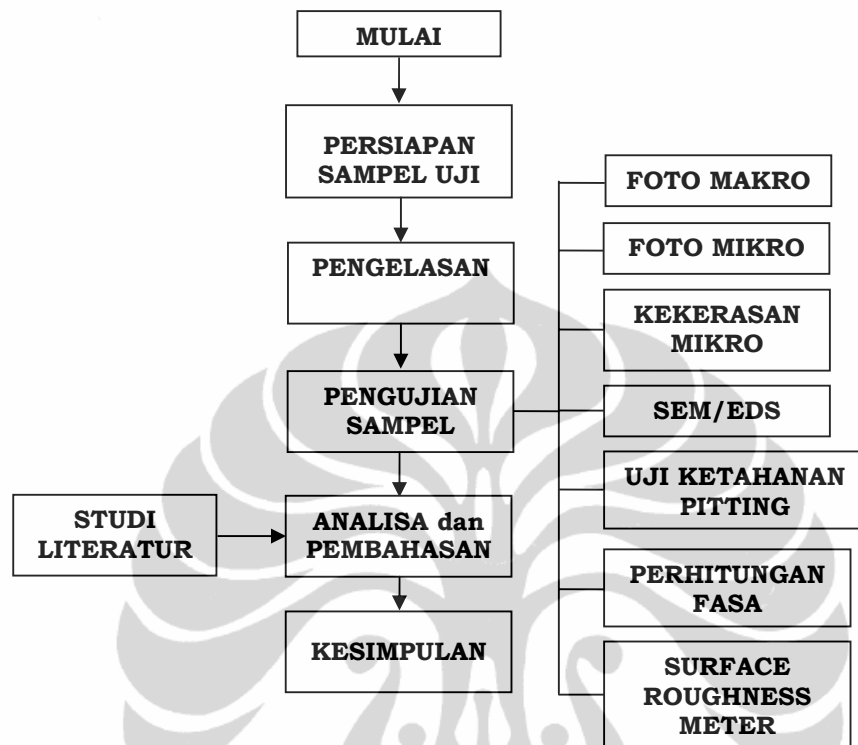 MULAI
PERSIAPAN
SAMPEL UJI
PENGELASAN
PENGUJIAN
SAMPEL
FOTO MAKRO
FOTO MIKRO
KEKERASAN
MIKRO
SEM/EDS
UJI KETAHANAN
PITTING
PERHITUNGAN
FASA
SURFACE
ROUGHNESS
METER
STUDI
LITERATUR
ANALISA dan
PEMBAHASAN
KESIMPULAN